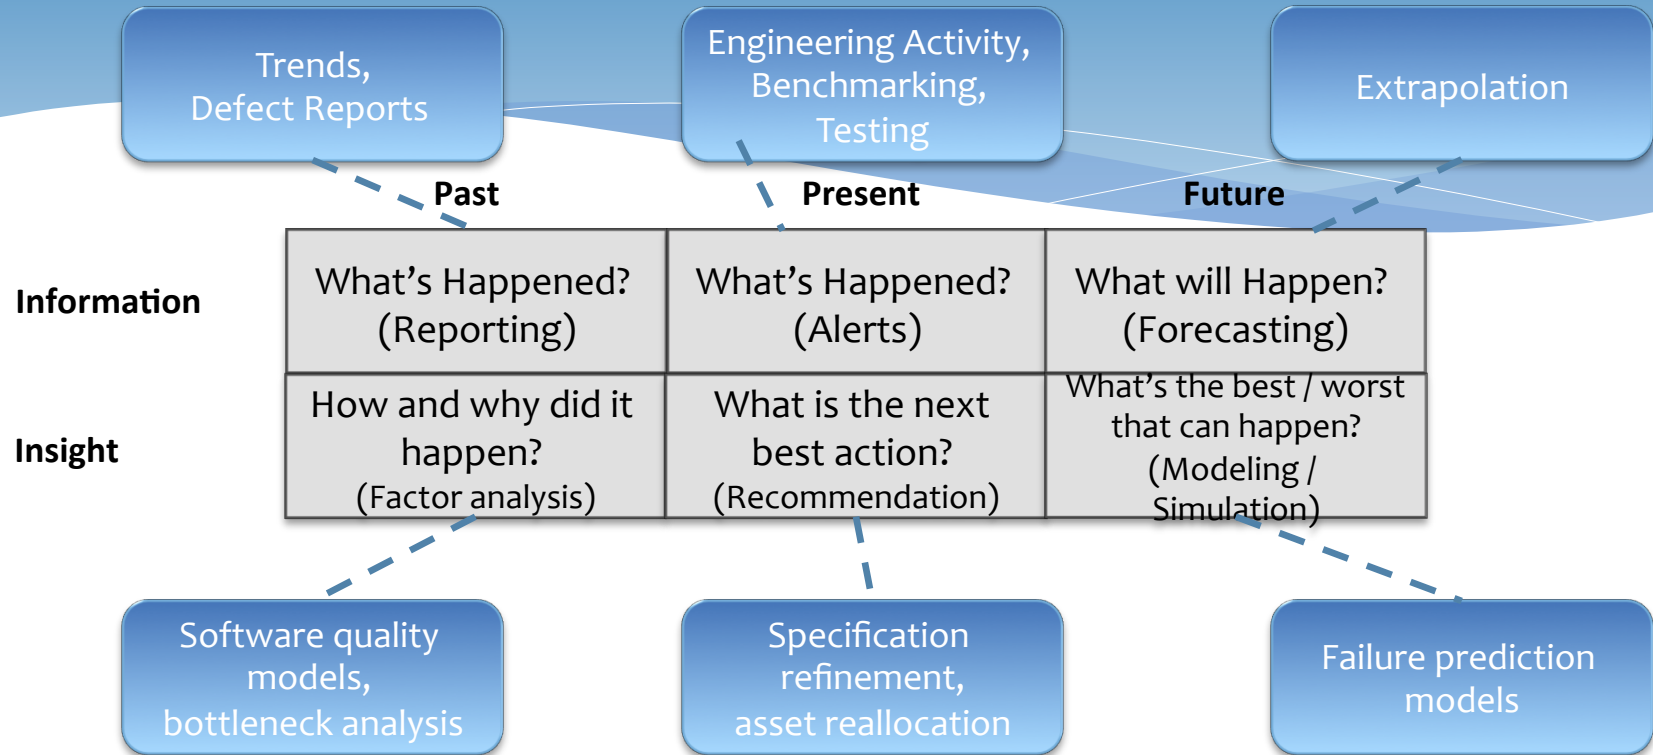 Trends,
Defect Reports
Engineering Activity,
Benchmarking,
Testing
Extrapolation
Past
Present
Future
Information
What’s Happened?
(Reporting)
What’s Happened?
(Alerts)
What will Happen?
(Forecasting)
Insight
How and why did it
happen?
(Factor analysis)
What is the next
best action?
(Recommendation)
What’s the best / worst
that can happen?
(Modeling /
Simulation)
Software quality
models,
bottleneck analysis
Specification
refinement,
asset reallocation
Failure prediction
models